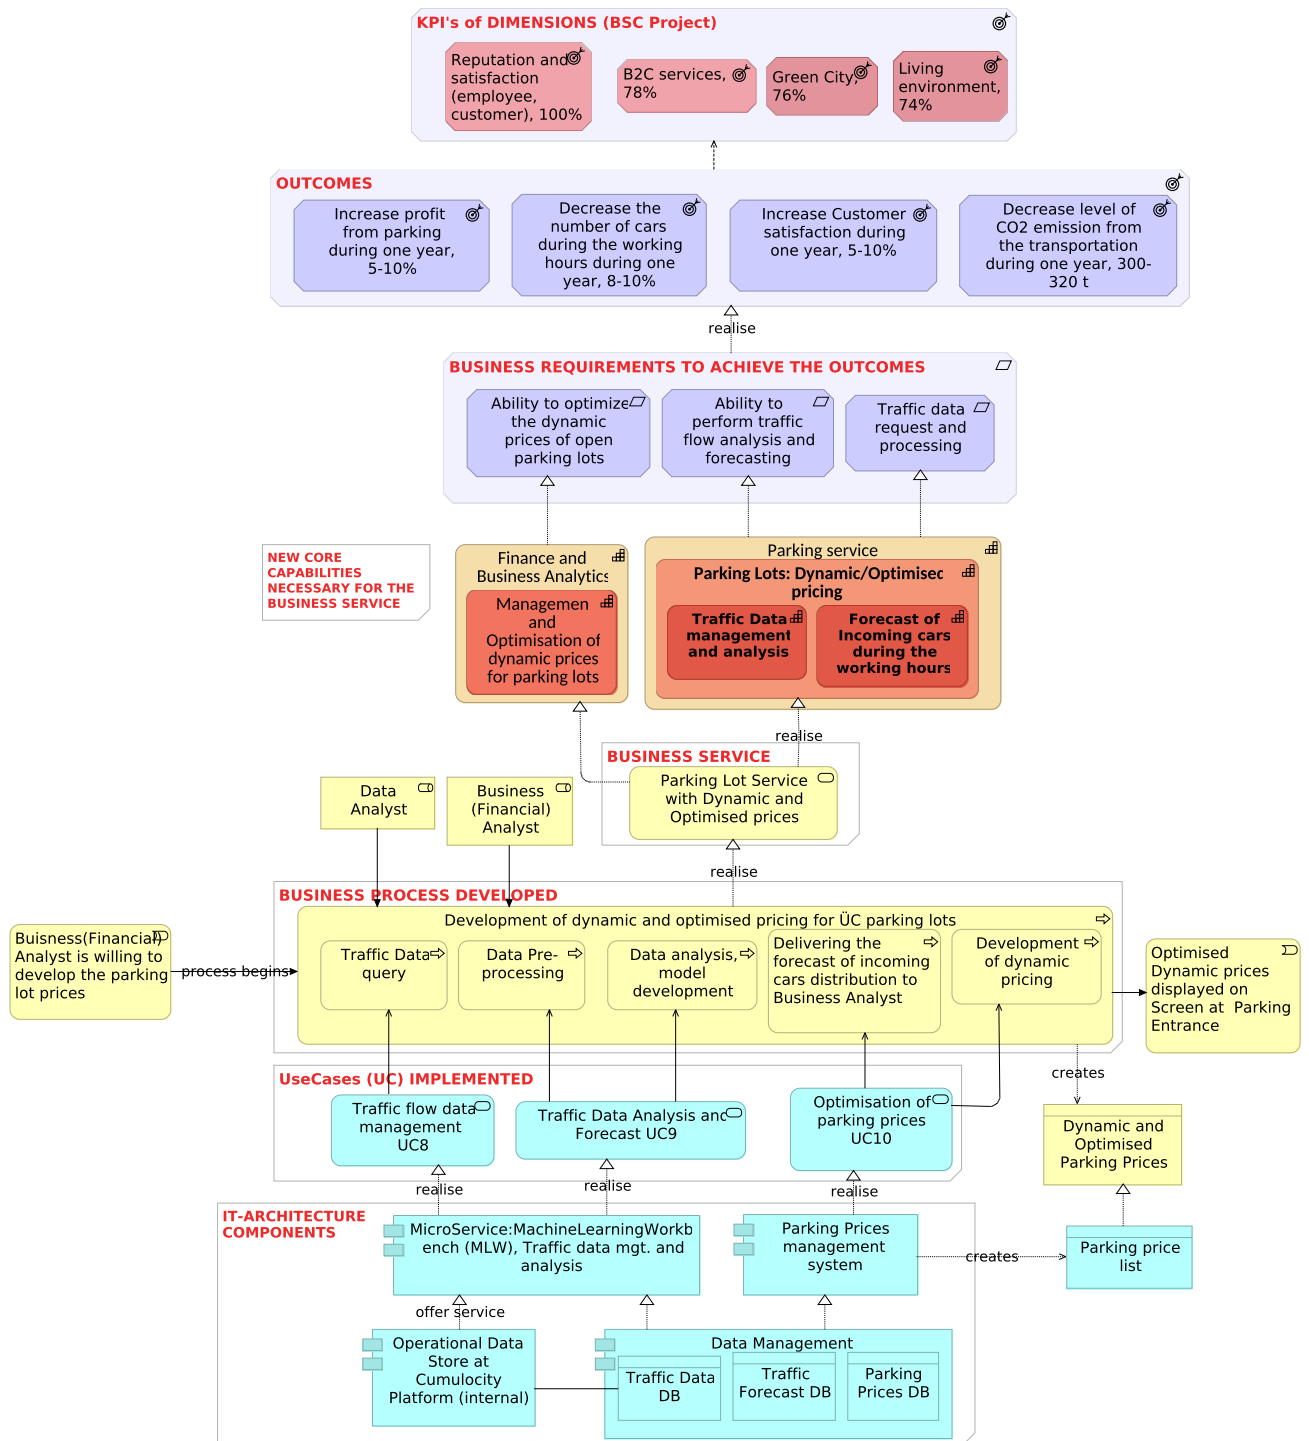 KPI's of DIMENSIONS (BSC Project)
Reputation and
satisfaction
(employee,
customer), 100%
B2C services,
78%
Green City,
76%
Living
environment,
74%
OUTCOMES
Increase profit
from parking
during one year,
5-10%
Decrease the
number of cars
during the working
hours during one
year, 8-10%
Increase Customer
satisfaction during
one year, 5-10%
Decrease level of
CO2 emission from
the transportation
during one year, 300-
320 t
realise
BUSINESS REQUIREMENTS TO ACHIEVE THE OUTCOMES
Ability to optimize
the dynamic
prices of open
parking lots
Ability to
perform traffic
flow analysis and
forecasting
Traffic data
request and
processing
NEW CORE
CAPABILITIES
NECESSARY FOR THE
BUSINESS SERVICE
Finance and
Business Analytics
Managemen
and
Optimisation of
dynamic prices
for parking lots
Parking service
Parking Lots: Dynamic/Optimisec
pricing
Traffic Data
management
and analysis
Forecast of
Incoming cars
during the
working hours
realise
BUSINESS SERVICE
Parking Lot Service
with Dynamic and
Optimised prices
Data
Analyst
Business
(Financial)
Analyst
realise
BUSINESS PROCESS DEVELOPED
Development of dynamic and optimised pricing for ÜC parking lots
Buisness(Financial)
Analyst is willing to
develop the parking
lot prices
process begins
Traffic Data
query
Data Pre-
processing
Data analysis,
model
development
Delivering the
forecast of incoming
cars distribution to
Business Analyst
Development
of dynamic
pricing
Optimised
Dynamic prices
displayed on
Screen at  Parking
Entrance
creates
UseCases (UC) IMPLEMENTED
Traffic flow data
management
UC8
Traffic Data Analysis and
Forecast UC9
Optimisation of
parking prices
UC10
Dynamic and
Optimised
Parking Prices
realise
realise
realise
IT-ARCHITECTURE
COMPONENTS
MicroService:MachineLearningWorkb
ench (MLW), Traffic data mgt. and
analysis
Parking Prices
management
system
creates
Parking price
list
offer service
Operational Data
Store at
Cumulocity
Platform (internal)
Data Management
Traffic Data
DB
Traffic
Forecast DB
Parking
Prices DB